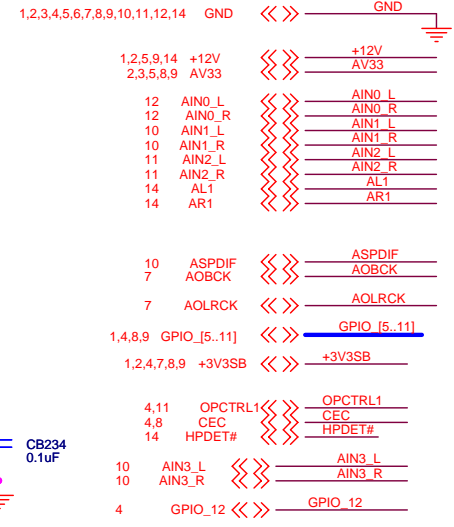 1,2,3,4,5,6,7,8,9,10,11,12,14 GND GND
1,2,5,9,14 +12V +12V
2,3,5,8,9 AV33 AV33
12 AIN0_L AIN0_L
12 AIN0_R AIN0_R
10 AIN1_L AIN1_L
10 AIN1_R AIN1_R
11 AIN2_L AIN2_L
11 AIN2_R AIN2_R
14 AL1 AL1
14 AR1 AR1
10 ASPDIF ASPDIF
7 AOBCK AOBCK
7 AOLRCK AOLRCK
1,4,8,9 GPIO_[5..11] GPIO_[5..11]
1,2,4,7,8,9 +3V3SB +3V3SB
4,11 OPCTRL1 OPCTRL1
4,8 CEC CEC
14 HPDET# HPDET#
CB234
0.1uF
10 AIN3_L AIN3_L
10 AIN3_R AIN3_R
4 GPIO_12 GPIO_12